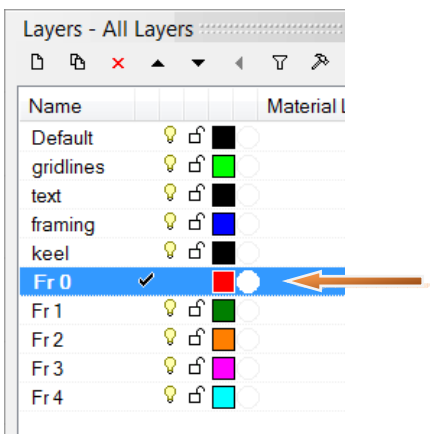 Layers - All Layers
Name Material L
Default
gridlines
text
framing
keel
Fr 0
Fr 1
Fr 2
Fr 3
Fr 4